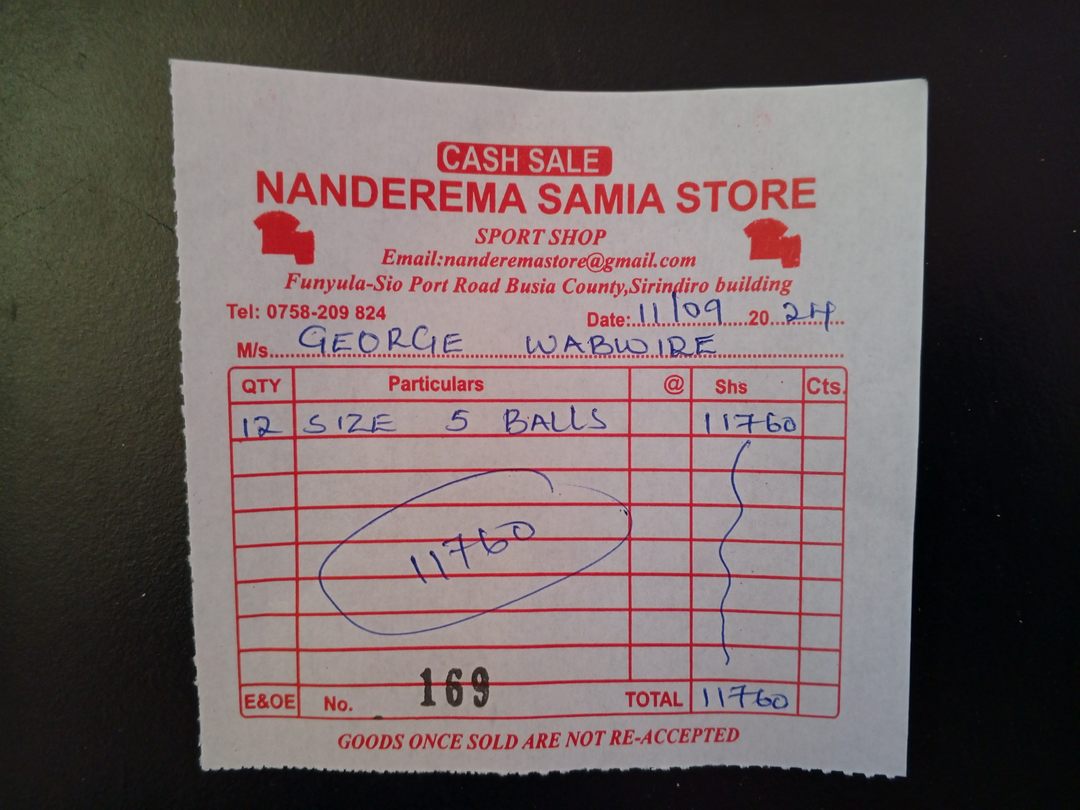 CASH SALE
NANDEREMA SAMIA STORE
SPORT SHOP
Email:nanderemastore@gmail.com
Funyula-Sio Port Road Busia County,Sirindiro building
Tel: 0758-209 824
Date: 11/09 20 24
M/s. GEORGE WABWIRE
QTY Particulars @ Shs Cts.
12 SIZE 5 BALLS 11760
11760
E&OE No. 169 TOTAL 11760
GOODS ONCE SOLD ARE NOT RE-ACCEPTED